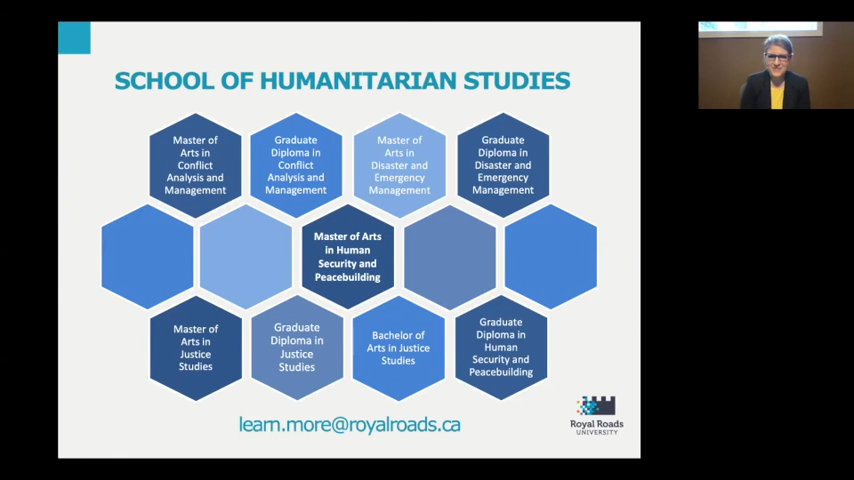 SCHOOL OF HUMANITARIAN STUDIES
Master of
Arts in
Conflict
Analysis and
Management
Graduate
Diploma in
Conflict
Analysis and
Management
Master of
Arts in
Disaster and
Emergency
Management
Graduate
Diploma in
Disaster and
Emergency
Management
Master of Arts
in Human
Security and
Peacebuilding
Master of
Arts in
Justice
Studies
Graduate
Diploma in
Justice
Studies
Bachelor of
Arts in Justice
Studies
Graduate
Diploma in
Human
Security and
Peacebuilding
learn.more@royalroads.ca
Royal Roads
UNIVERSITY